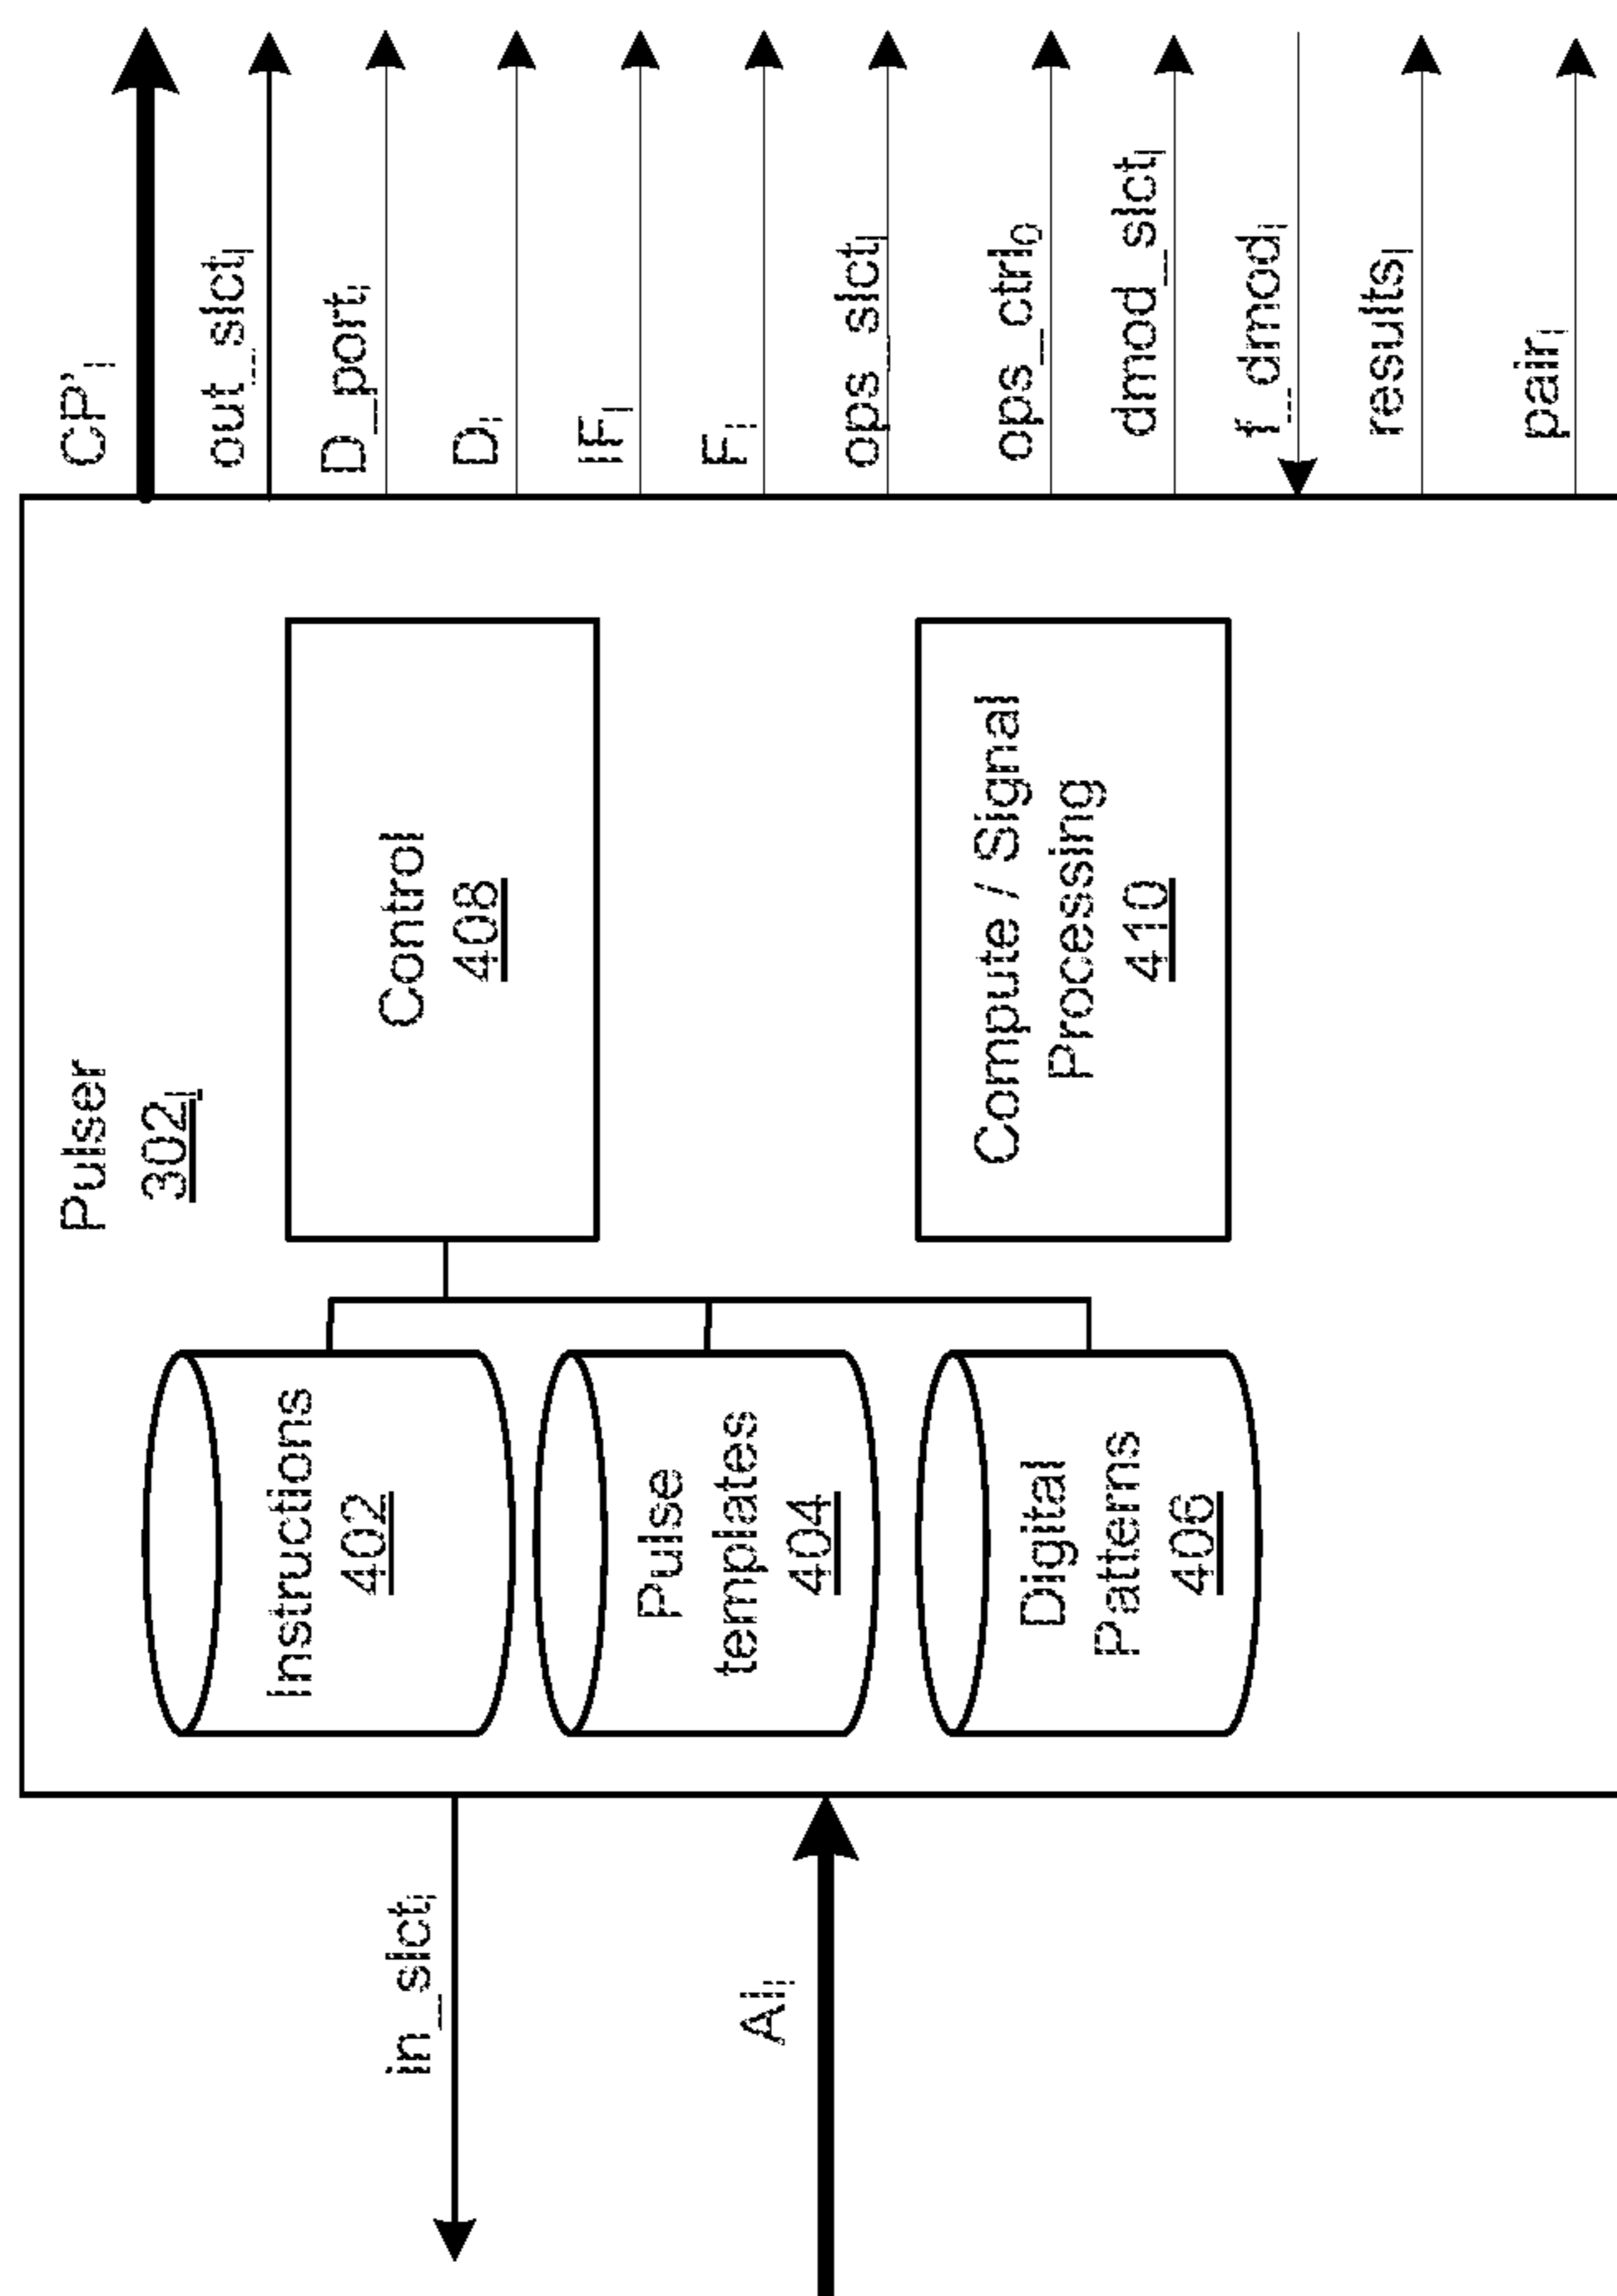 Pulser
302ᵢ
Instructions
402
Pulse
templates
404
Digital
Patterns
406
Control
408
Compute / Signal
Processing
410
in_slctᵢ
AIᵢ
CP'ᵢ
out_slctᵢ
D_portᵢ
Dᵢ
IFᵢ
Fᵢ
ops_slctᵢ
ops_ctrl₀
dmod_slctᵢ
f_dmodᵢ
resultsᵢ
pairᵢ